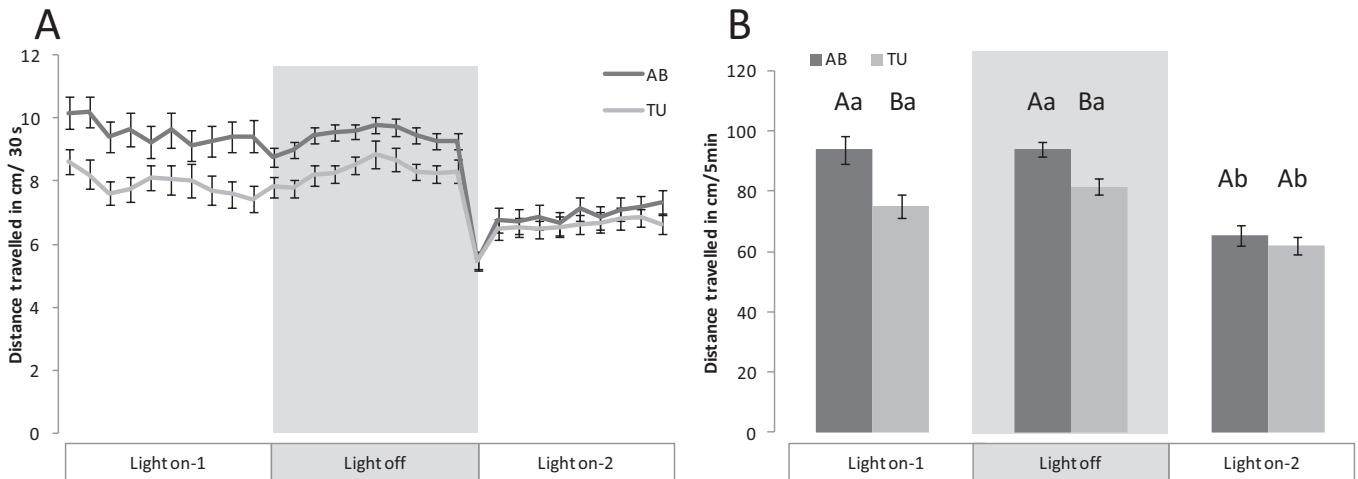 A
12
10
8
6
4
2
0
Distance travelled in cm/ 30 s
AB
TU
Light on-1 Light off Light on-2
B
AB TU
120
100
80
60
40
20
0
Distance travelled in cm/5min
Aa Ba Aa Ba
Ab Ab
Light on-1 Light off Light on-2